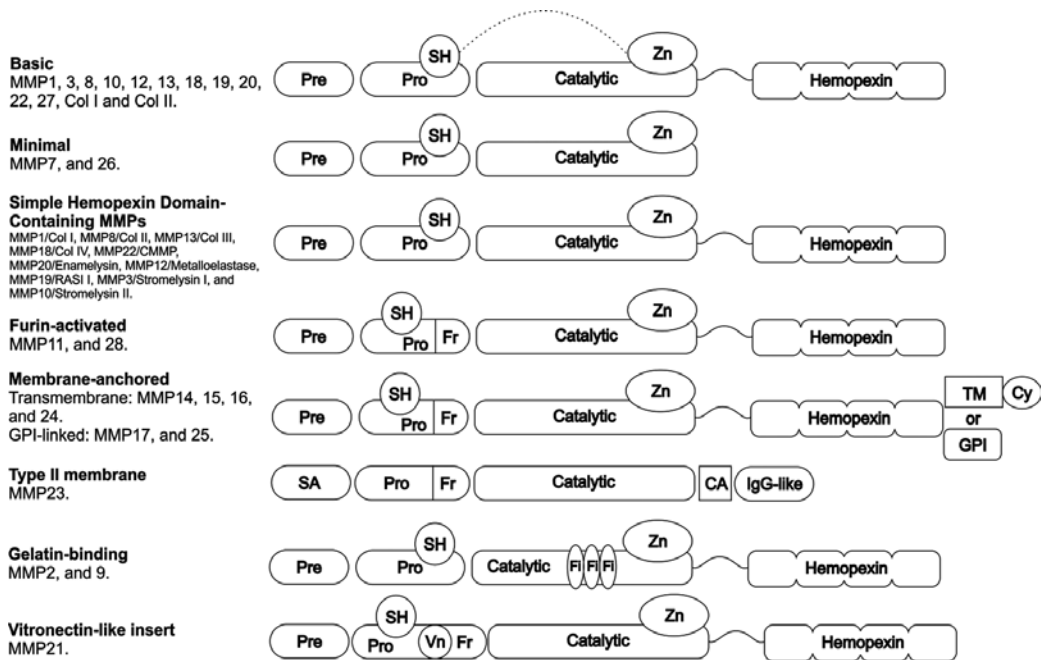 Basic
MMP1, 3, 8, 10, 12, 13, 18, 19, 20,
22, 27, Col I and Col II.
Pre
Pro
SH
Catalytic
Zn
Hemopexin
Minimal
MMP7, and 26.
Pre
Pro
SH
Catalytic
Zn
Simple Hemopexin Domain-
Containing MMPs
MMP1/Col I, MMP8/Col II, MMP13/Col III,
MMP18/Col IV, MMP22/CMMP,
MMP20/Enamelysin, MMP12/Metalloelastase,
MMP19/RASI I, MMP3/Stromelysin I, and
MMP10/Stromelysin II.
Pre
Pro
SH
Catalytic
Zn
Hemopexin
Furin-activated
MMP11, and 28.
Pre
SH
Pro
Fr
Catalytic
Zn
Hemopexin
Membrane-anchored
Transmembrane: MMP14, 15, 16,
and 24.
GPI-linked: MMP17, and 25.
Pre
SH
Pro
Fr
Catalytic
Zn
Hemopexin
TM
Cy
or
GPI
Type II membrane
MMP23.
SA
Pro
Fr
Catalytic
CA
IgG-like
Gelatin-binding
MMP2, and 9.
Pre
Pro
SH
Catalytic
FI
FI
FI
Zn
Hemopexin
Vitronectin-like insert
MMP21.
Pre
SH
Pro
Vn
Fr
Catalytic
Zn
Hemopexin